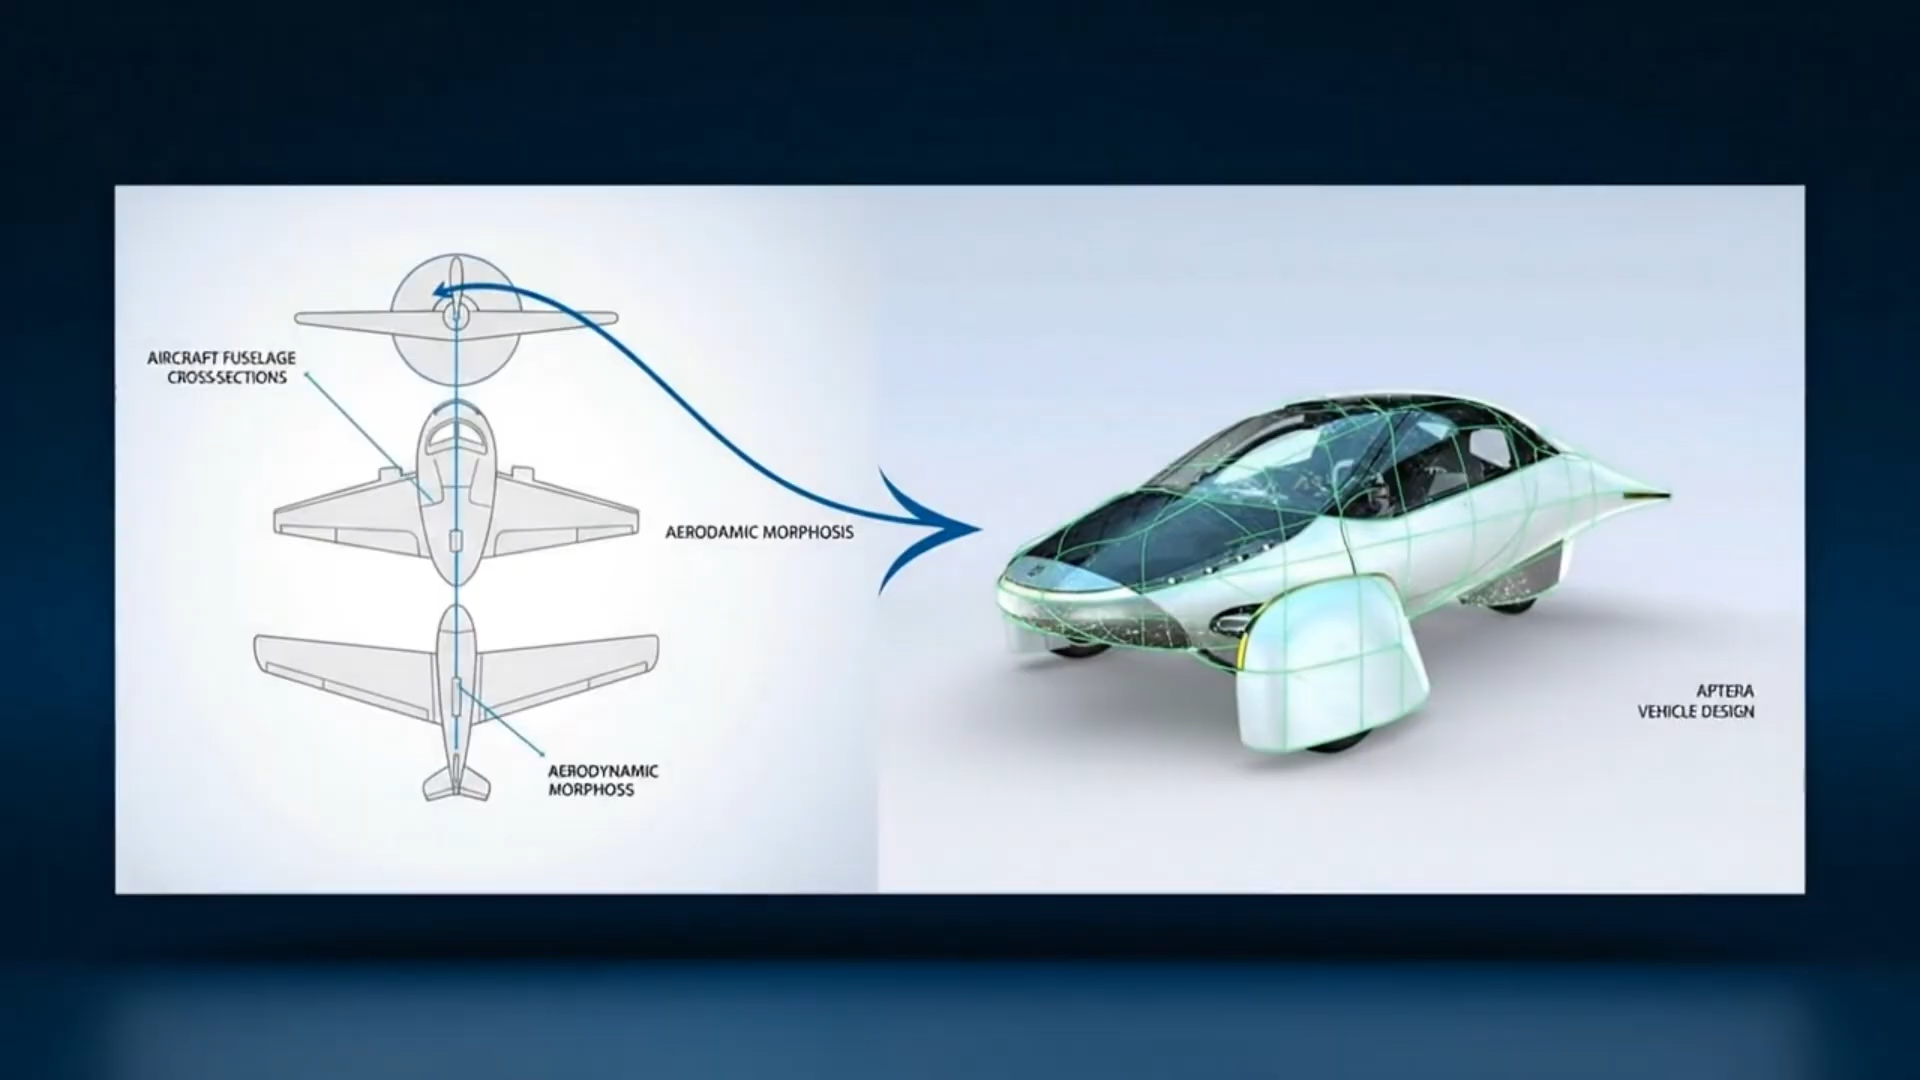 AIRCRAFT FUSELAGE
CROSS-SECTIONS
AERODAMIC MORPHOSIS
AERODYNAMIC
MORPHOSS
APTERA
VEHICLE DESIGN